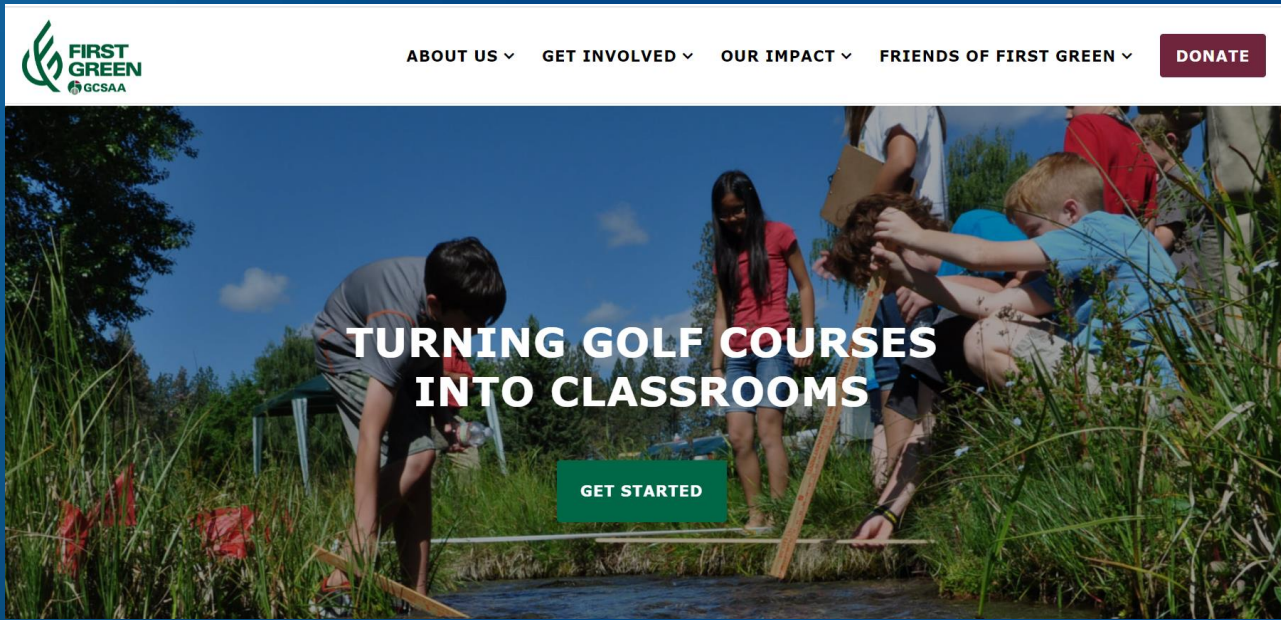 FIRST
GREEN
GCSAA
ABOUT US
GET INVOLVED
OUR IMPACT
FRIENDS OF FIRST GREEN
DONATE
TURNING GOLF COURSES
INTO CLASSROOMS
GET STARTED